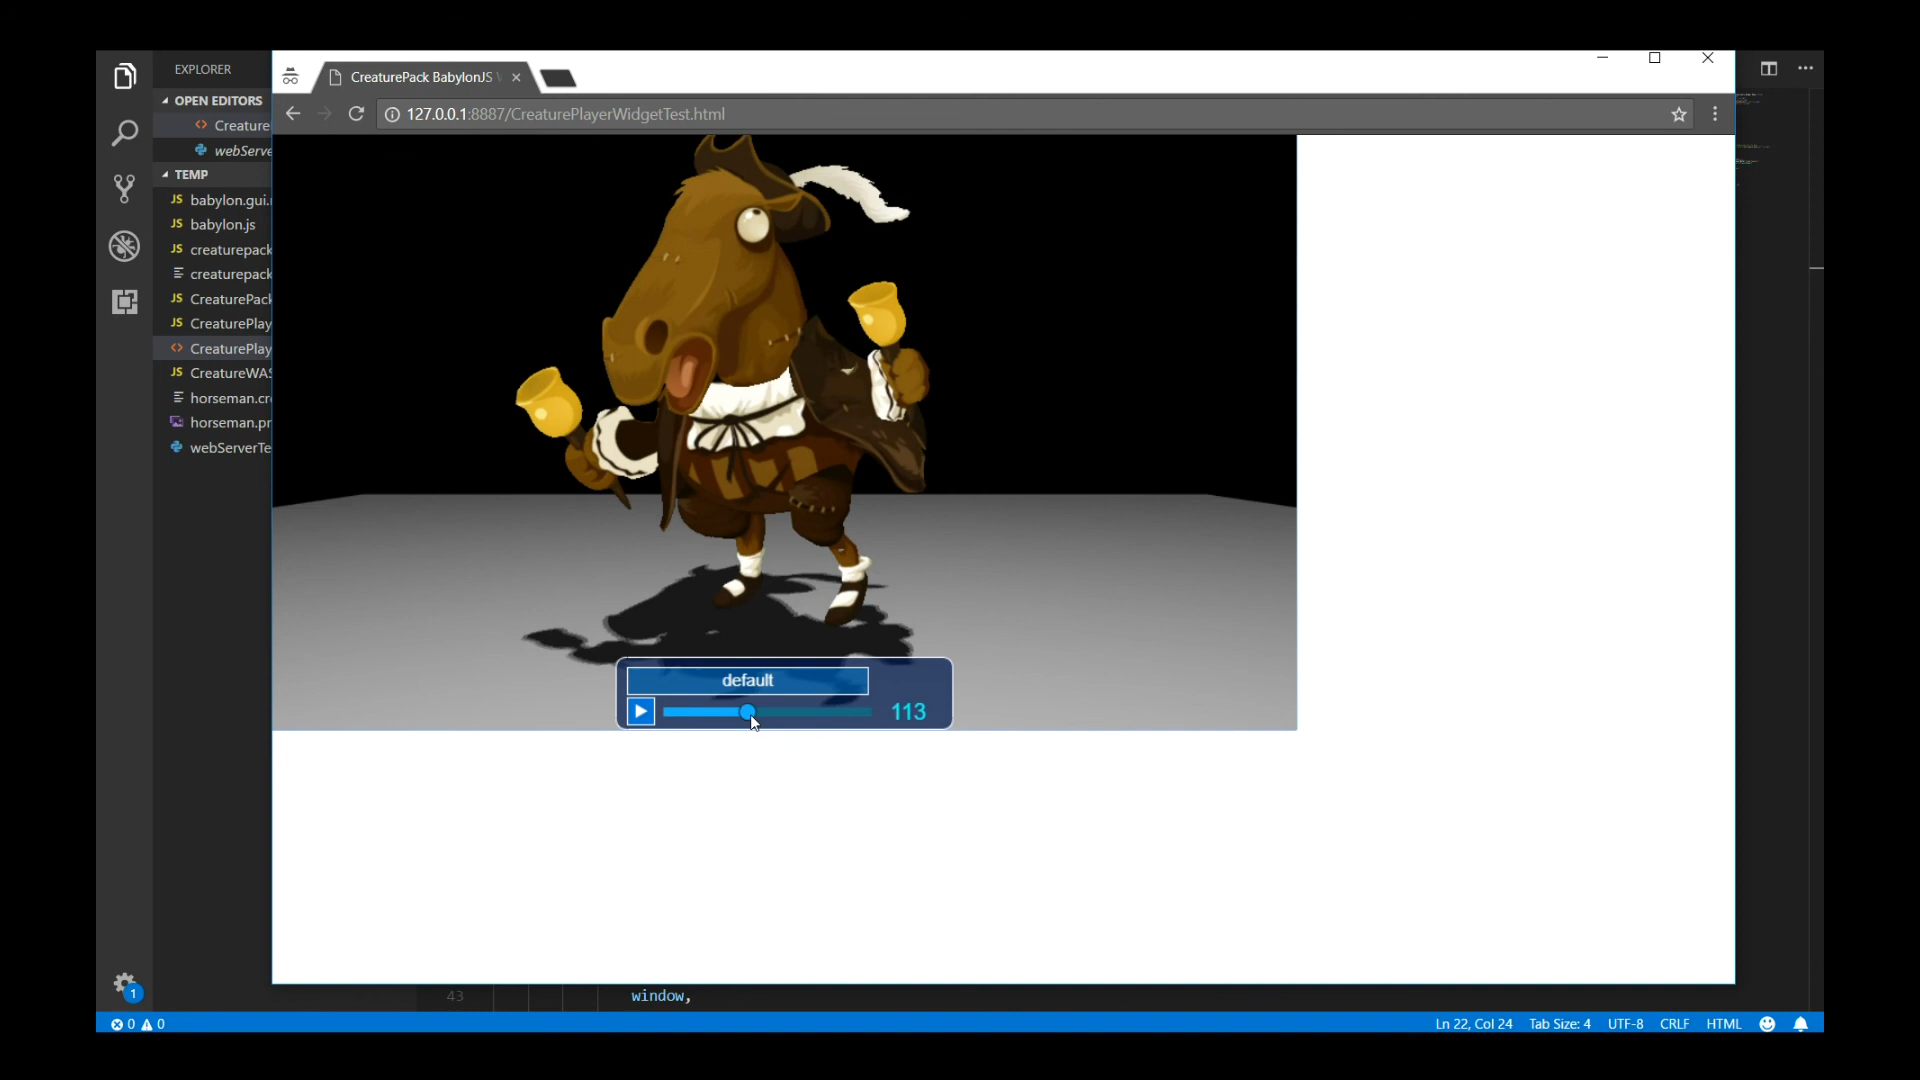 EXPLORER
OPEN EDITORS
Creature
webServe
TEMP
JS babylon.gui.
JS babylon.js
JS creaturepack
creaturepack
JS CreaturePack
JS CreaturePlay
CreaturePlay
JS CreatureWAS
horseman.cr
horseman.pr
webServerTe
1
CreaturePack BabylonJS
127.0.0.1:8887/CreaturePlayerWidgetTest.html
default
113
43 window,
0 0
Ln 22, Col 24 Tab Size: 4 UTF-8 CRLF HTML